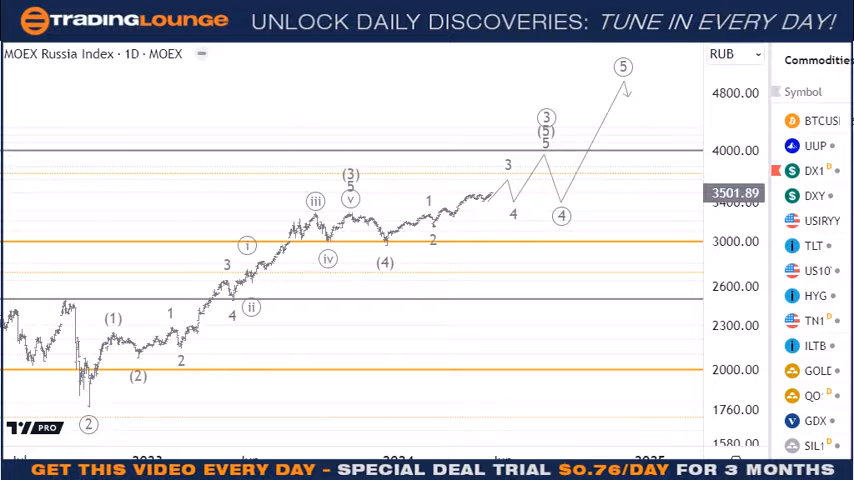 TRADINGLOUNGE
UNLOCK DAILY DISCOVERIES: TUNE IN EVERY DAY!
MOEX Russia Index · 1D · MOEX
RUB
Commodities
Symbol
5
4800.00
3
(5)
5
4000.00
3
(3)
5
iii
v
1
3501.89
3400.00
4
4
2
i
3000.00
iv
(4)
3
2600.00
ii
4
(1)
1
2300.00
(2)
2
2000.00
1760.00
2
PRO
1580.00
2023
Jun
2024
Jun
2025
BTCUS
UUP
DX1 D
DXY
USIRYY
TLT
US10
HYG
TN1 D
ILTB
GOLD
QO D
GDX
SIL1 D
GET THIS VIDEO EVERY DAY - SPECIAL DEAL TRIAL $0.76/DAY FOR 3 MONTHS